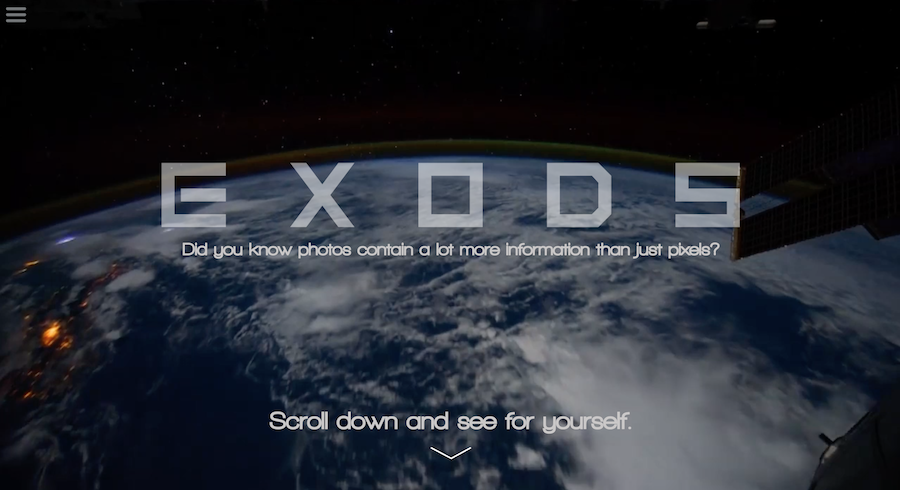 EXODS
Did you know photos contain a lot more information than just pixels?
Scroll down and see for yourself.